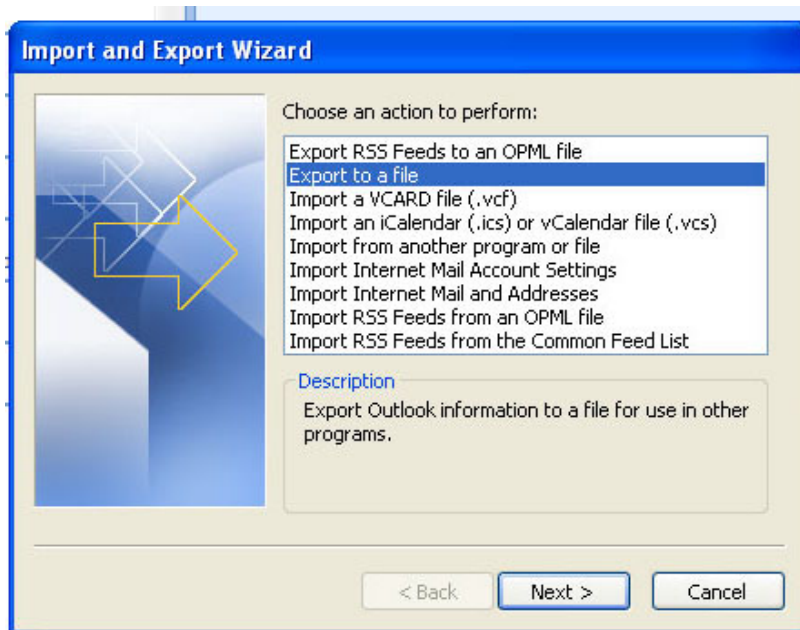 Import and Export Wizard
Choose an action to perform:
Export RSS Feeds to an OPML file
Export to a file
Import a VCARD file (.vcf)
Import an iCalendar (.ics) or vCalendar file (.vcs)
Import from another program or file
Import Internet Mail Account Settings
Import Internet Mail and Addresses
Import RSS Feeds from an OPML file
Import RSS Feeds from the Common Feed List
Description
Export Outlook information to a file for use in other
programs.
< Back Next > Cancel